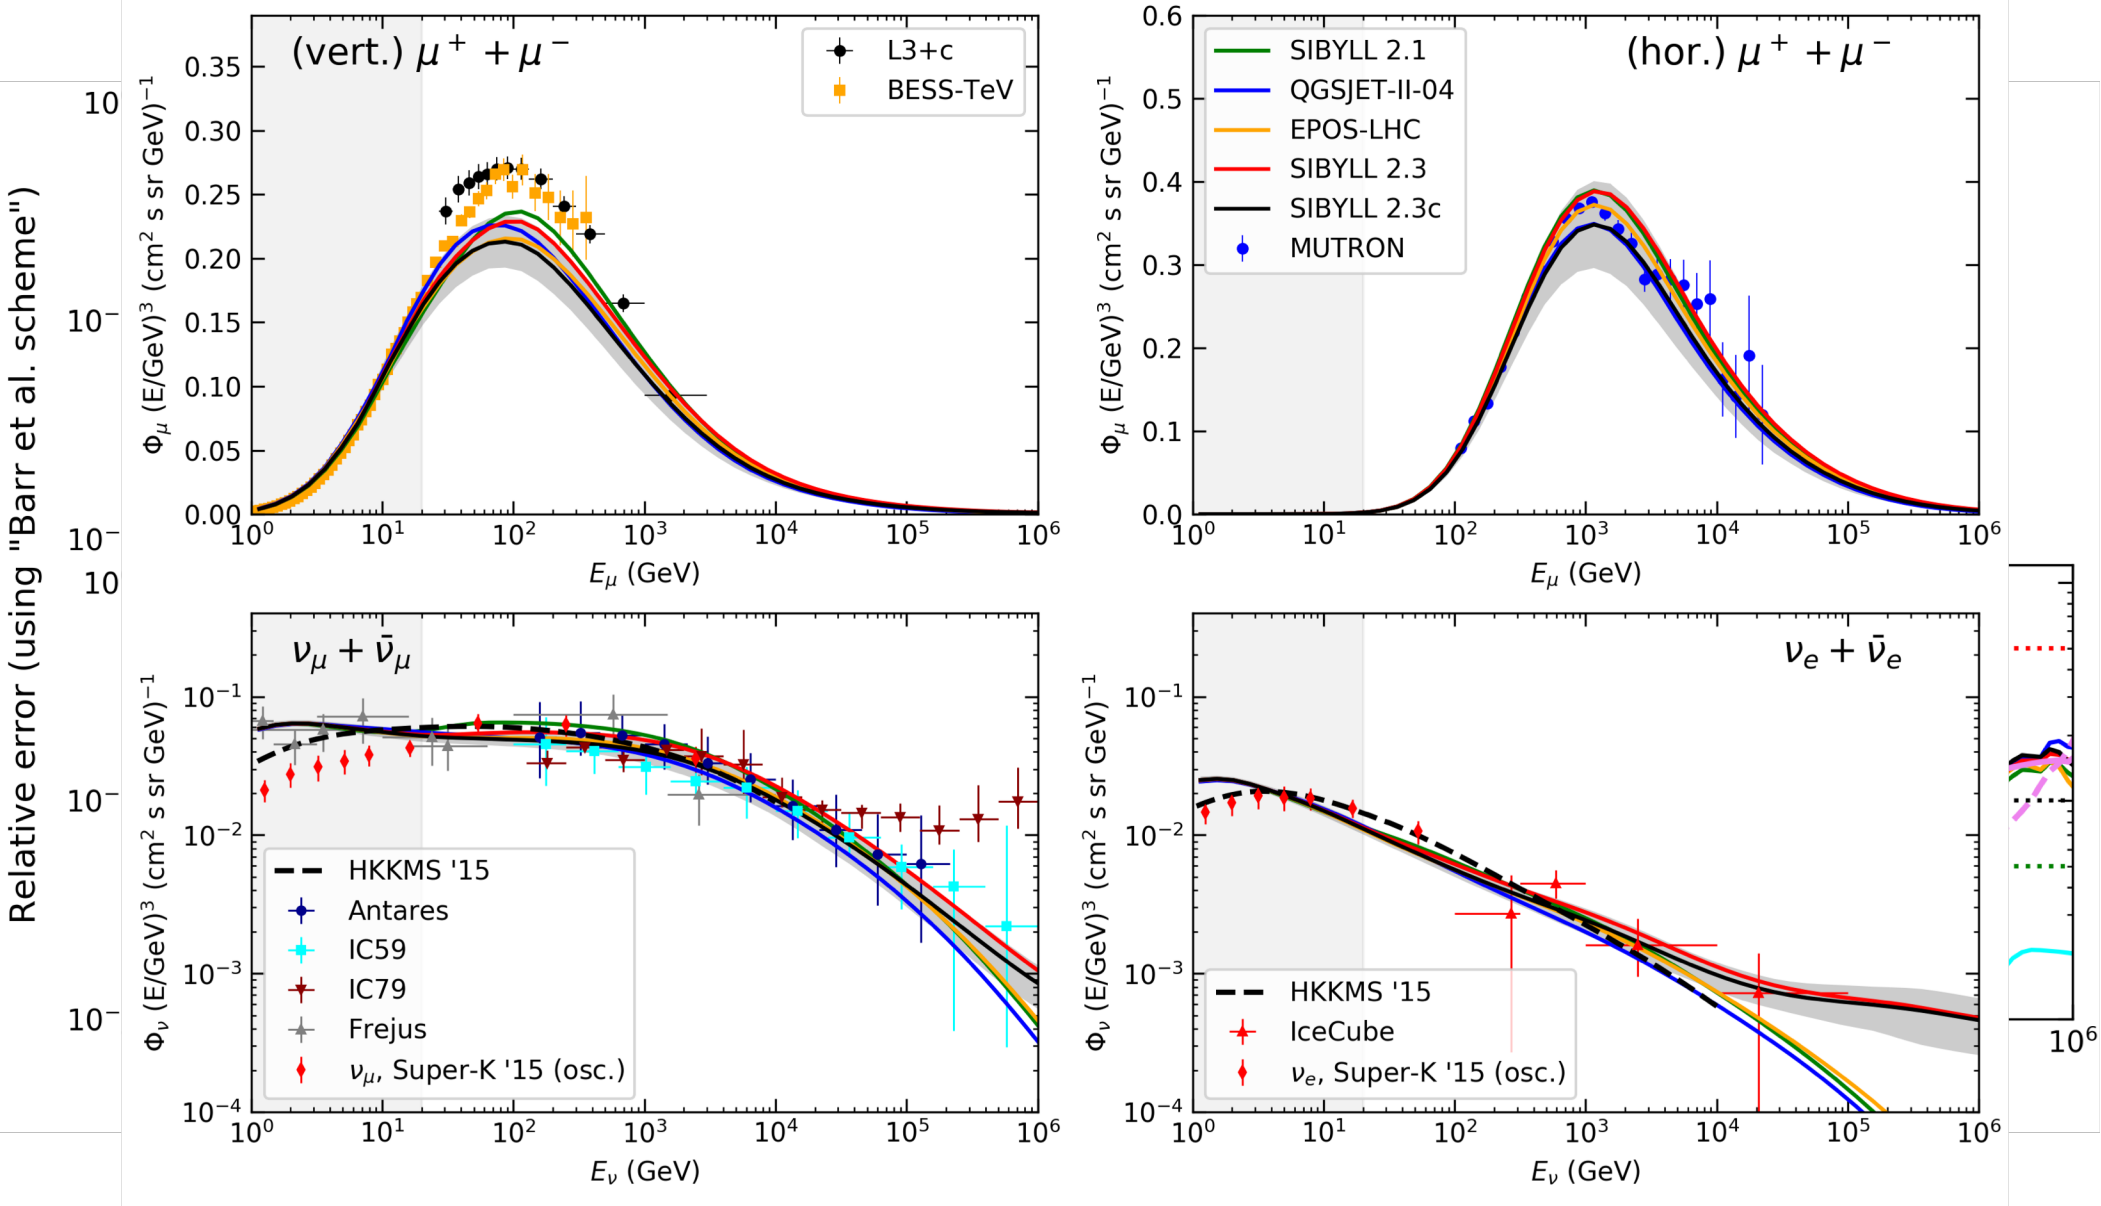 Relative error (using "Barr et al. scheme")
10
10⁻
10⁻
10
10⁻
10⁻
(vert.) μ⁺ + μ⁻
L3+c
BESS-TeV
Φμ (E/GeV)³ (cm² s sr GeV)⁻¹
0.35
0.30
0.25
0.20
0.15
0.10
0.05
0.00
10⁰ 10¹ 10² 10³ 10⁴ 10⁵ 10⁶
Eμ (GeV)
(hor.) μ⁺ + μ⁻
SIBYLL 2.1
QGSJET-II-04
EPOS-LHC
SIBYLL 2.3
SIBYLL 2.3c
MUTRON
Φμ (E/GeV)³ (cm² s sr GeV)⁻¹
0.6
0.5
0.4
0.3
0.2
0.1
0.0
10⁰ 10¹ 10² 10³ 10⁴ 10⁵ 10⁶
Eμ (GeV)
νμ + ν̄μ
Φν (E/GeV)³ (cm² s sr GeV)⁻¹
10⁻¹
10⁻²
10⁻³
10⁻⁴
HKKMS '15
Antares
IC59
IC79
Frejus
νμ, Super-K '15 (osc.)
10⁰ 10¹ 10² 10³ 10⁴ 10⁵ 10⁶
Eν (GeV)
νe + ν̄e
Φν (E/GeV)³ (cm² s sr GeV)⁻¹
10⁻¹
10⁻²
10⁻³
10⁻⁴
HKKMS '15
IceCube
νe, Super-K '15 (osc.)
10⁰ 10¹ 10² 10³ 10⁴ 10⁵ 10⁶
Eν (GeV)
10⁶